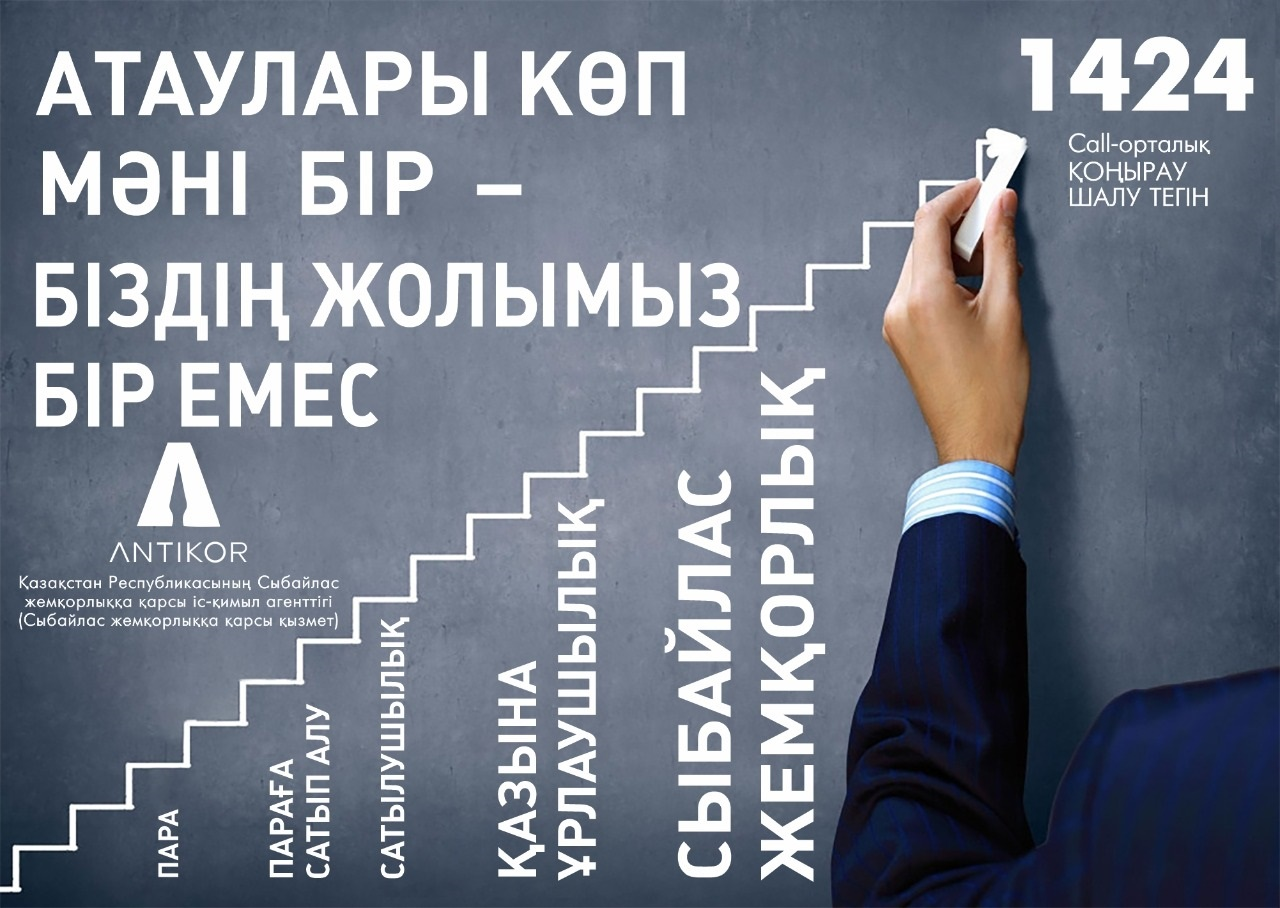 АТАУЛАРЫ КӨП
МӘНІ БІР –
БІЗДІҢ ЖОЛЫМЫЗ
БІР ЕМЕС
1424
Call-орталық
ҚОҢЫРАУ
ШАЛУ ТЕГІН
ANTIKOR
Қазақстан Республикасының Сыбайлас
жемқорлыққа қарсы іс-қимыл агенттігі
(Сыбайлас жемқорлыққа қарсы қызмет)
ПАРА
ПАРАҒА
САТЫП АЛУ
САТЫЛУШЫЛЫҚ
ҚАЗЫНА
ҰРЛАУШЫЛЫҚ
СЫБАЙЛАС
ЖЕМҚОРЛЫҚ